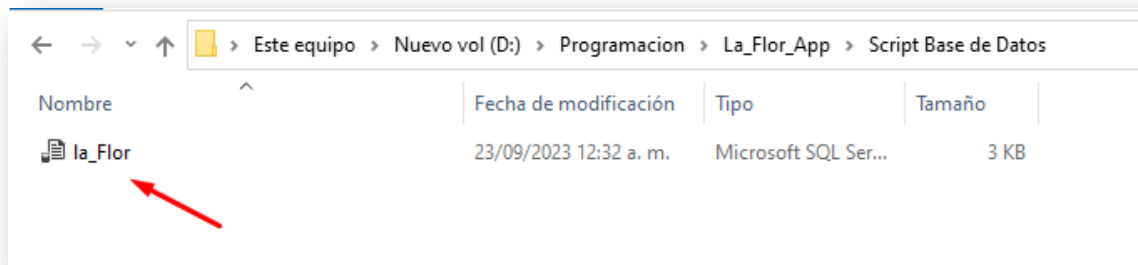 Este equipo > Nuevo vol (D:) > Programacion > La_Flor_App > Script Base de Datos
Nombre Fecha de modificación Tipo Tamaño
la_Flor 23/09/2023 12:32 a. m. Microsoft SQL Ser... 3 KB